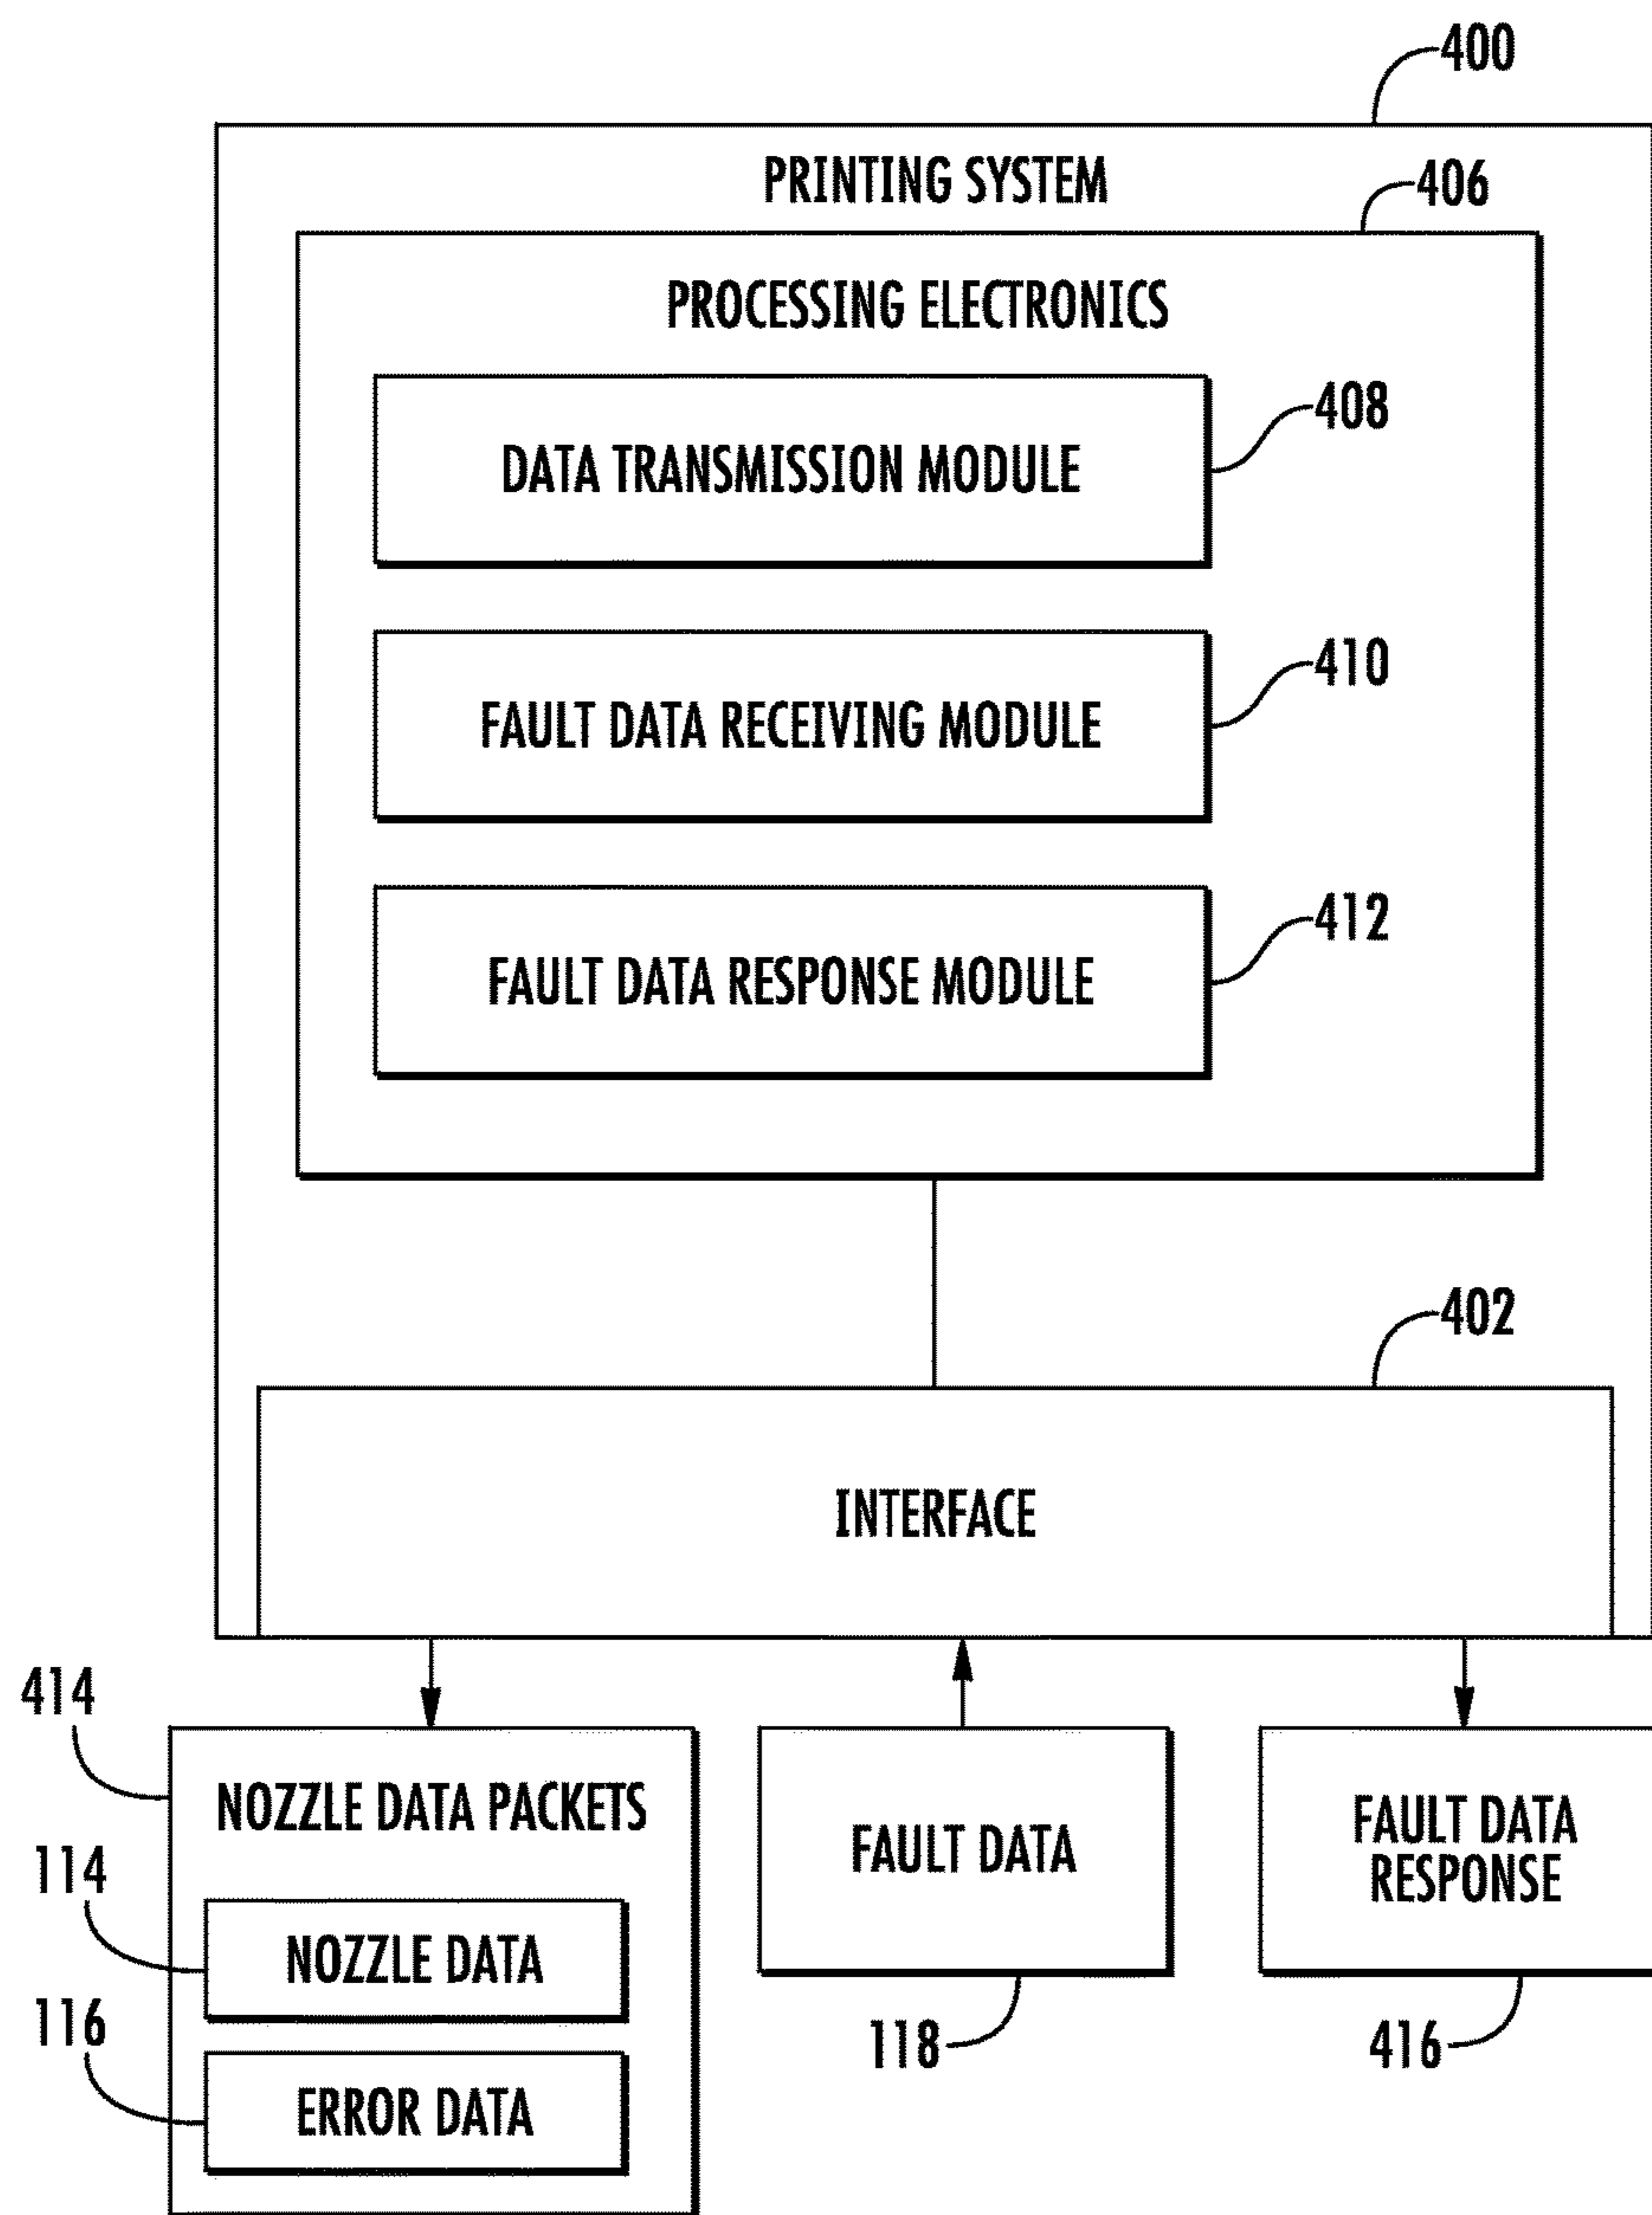 400
PRINTING SYSTEM
406
PROCESSING ELECTRONICS
408
DATA TRANSMISSION MODULE
410
FAULT DATA RECEIVING MODULE
412
FAULT DATA RESPONSE MODULE
402
INTERFACE
414
NOZZLE DATA PACKETS
114
NOZZLE DATA
116
ERROR DATA
FAULT DATA
118
FAULT DATA
RESPONSE
416